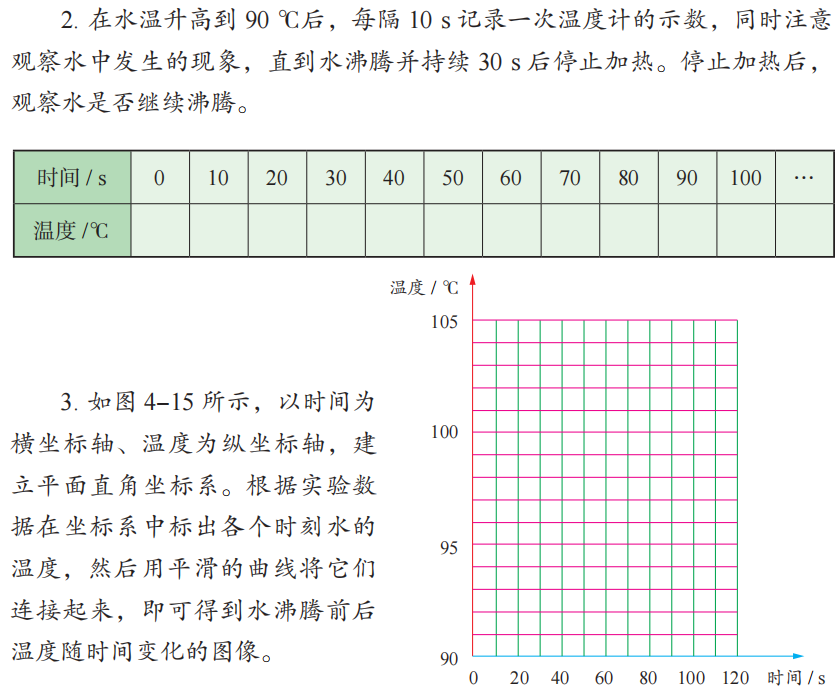 2. 在水温升高到 90 ℃后，每隔 10 s 记录一次温度计的示数，同时注意
观察水中发生的现象，直到水沸腾并持续 30 s 后停止加热。停止加热后，
观察水是否继续沸腾。
时间 / s 0 10 20 30 40 50 60 70 80 90 100 …
温度 /℃
温度 / ℃
105
100
95
90
0 20 40 60 80 100 120 时间 / s
3. 如图 4–15 所示，以时间为
横坐标轴、温度为纵坐标轴，建
立平面直角坐标系。根据实验数
据在坐标系中标出各个时刻水的
温度，然后用平滑的曲线将它们
连接起来，即可得到水沸腾前后
温度随时间变化的图像。